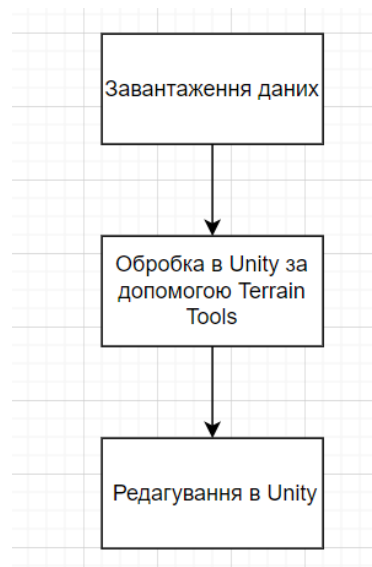 Завантаження даних
Обробка в Unity за
допомогою Terrain
Tools
Редагування в Unity